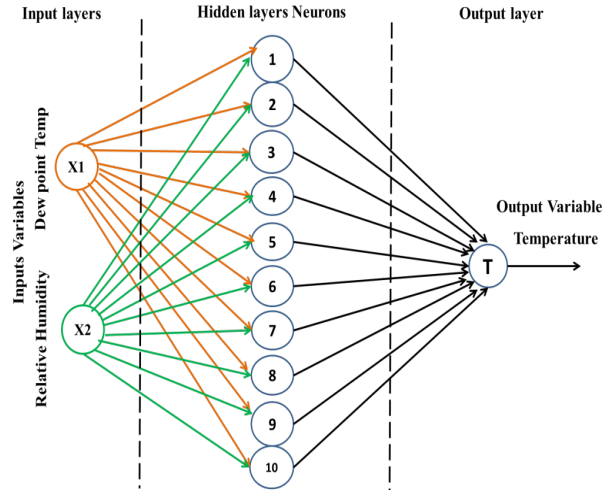 Input layers
Hidden layers Neurons
Output layer
Inputs Variables
Dew point Temp
Relative Humidity
X1
X2
1
2
3
4
5
6
7
8
9
10
T
Output Variable
Temperature